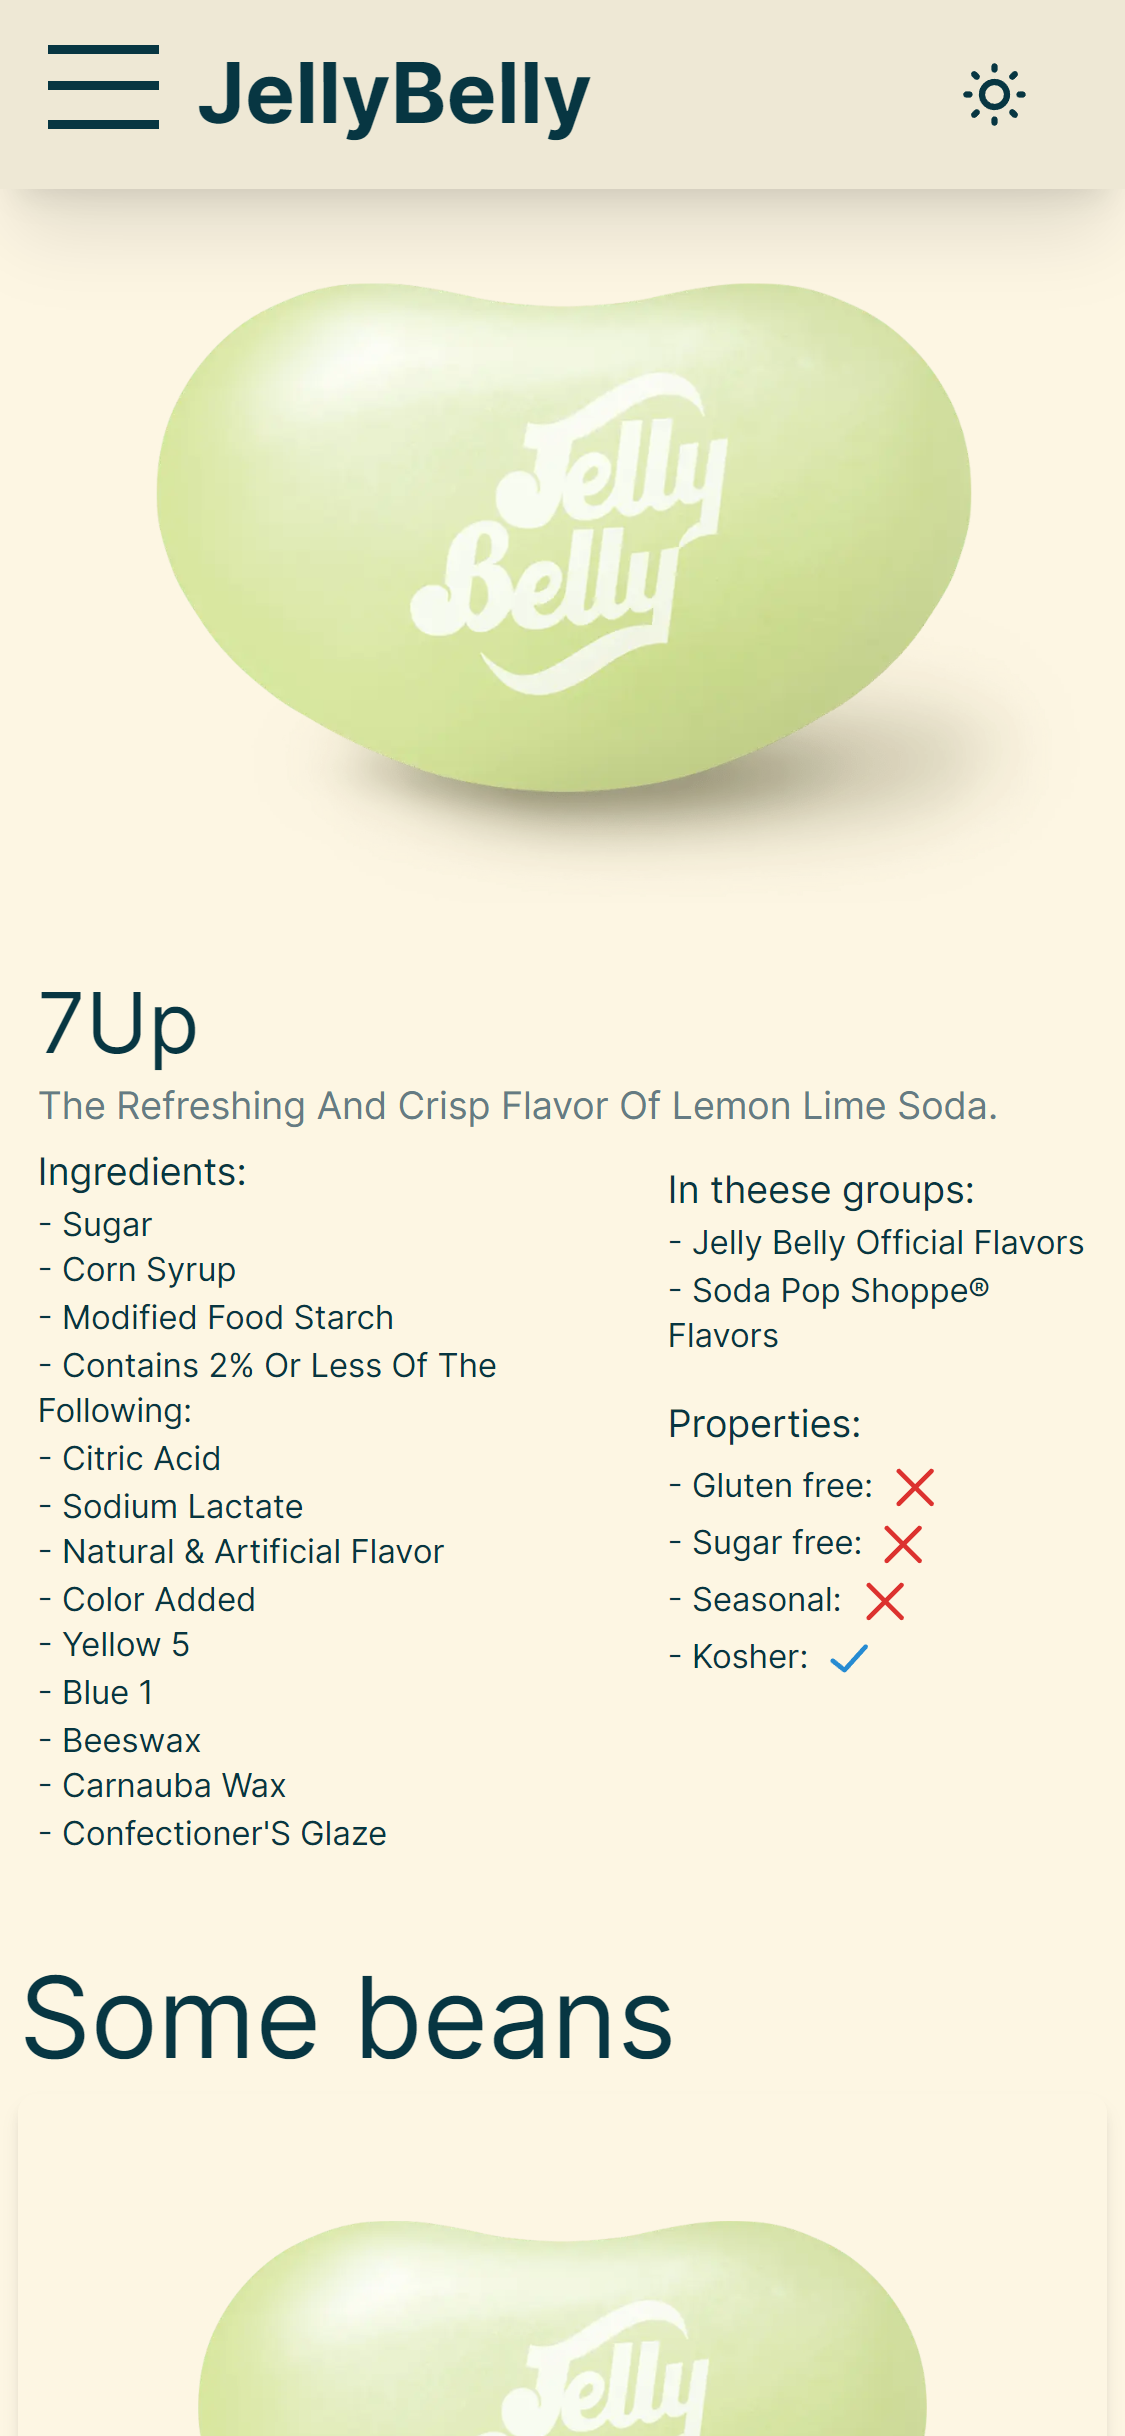 JellyBelly
Jelly
Belly
7Up
The Refreshing And Crisp Flavor Of Lemon Lime Soda.
Ingredients:
- Sugar
- Corn Syrup
- Modified Food Starch
- Contains 2% Or Less Of The
Following:
- Citric Acid
- Sodium Lactate
- Natural & Artificial Flavor
- Color Added
- Yellow 5
- Blue 1
- Beeswax
- Carnauba Wax
- Confectioner'S Glaze
In theese groups:
- Jelly Belly Official Flavors
- Soda Pop Shoppe®
Flavors
Properties:
- Gluten free:
- Sugar free:
- Seasonal:
- Kosher:
Some beans
Jelly